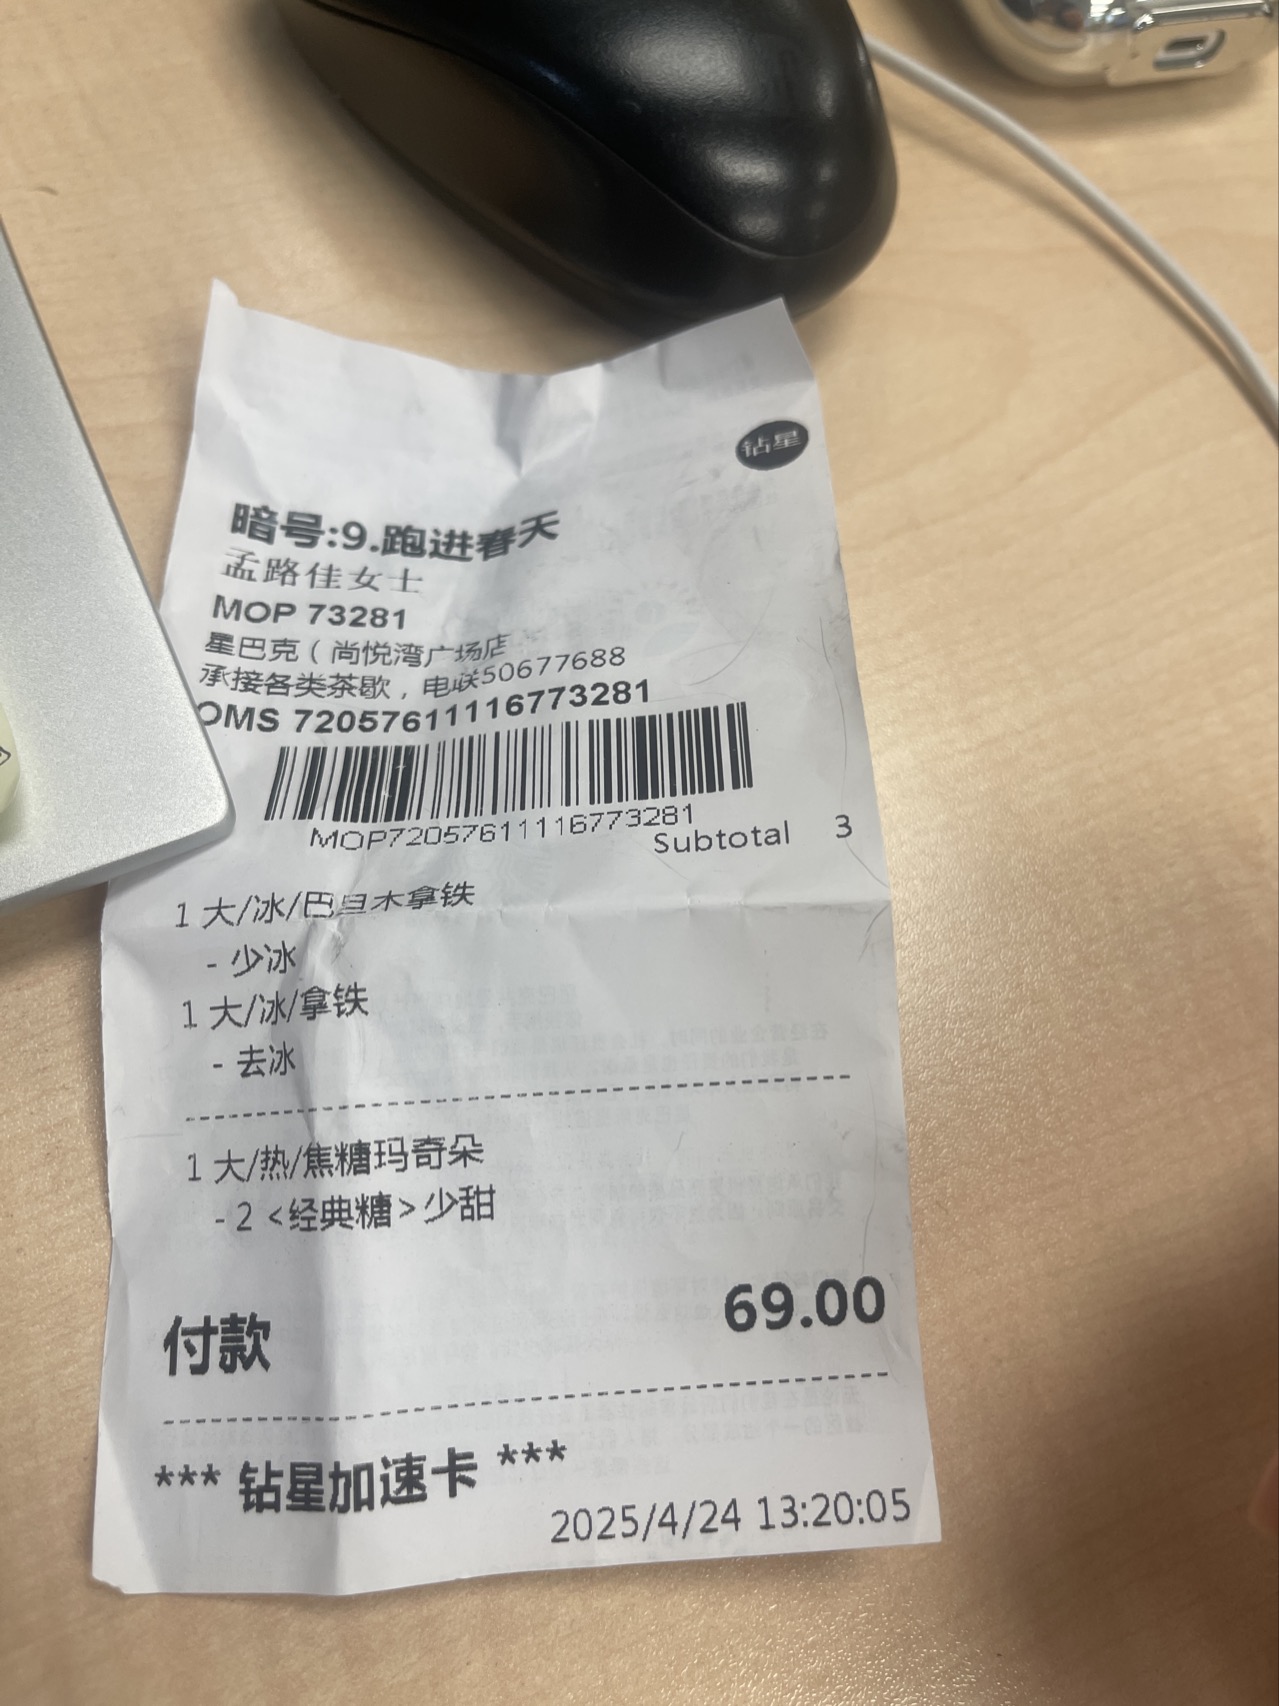 钻星
暗号:9.跑进春天
孟路佳女士
MOP 73281
星巴克（尚悦湾广场店
承接各类茶歇，电联50677688
OMS 72057611116773281
MOP72057611116773281
Subtotal 3
1 大/冰/巴旦木拿铁
- 少冰
1 大/冰/拿铁
- 去冰
1 大/热/焦糖玛奇朵
- 2 <经典糖>少甜
付款 69.00
*** 钻星加速卡 ***
2025/4/24 13:20:05